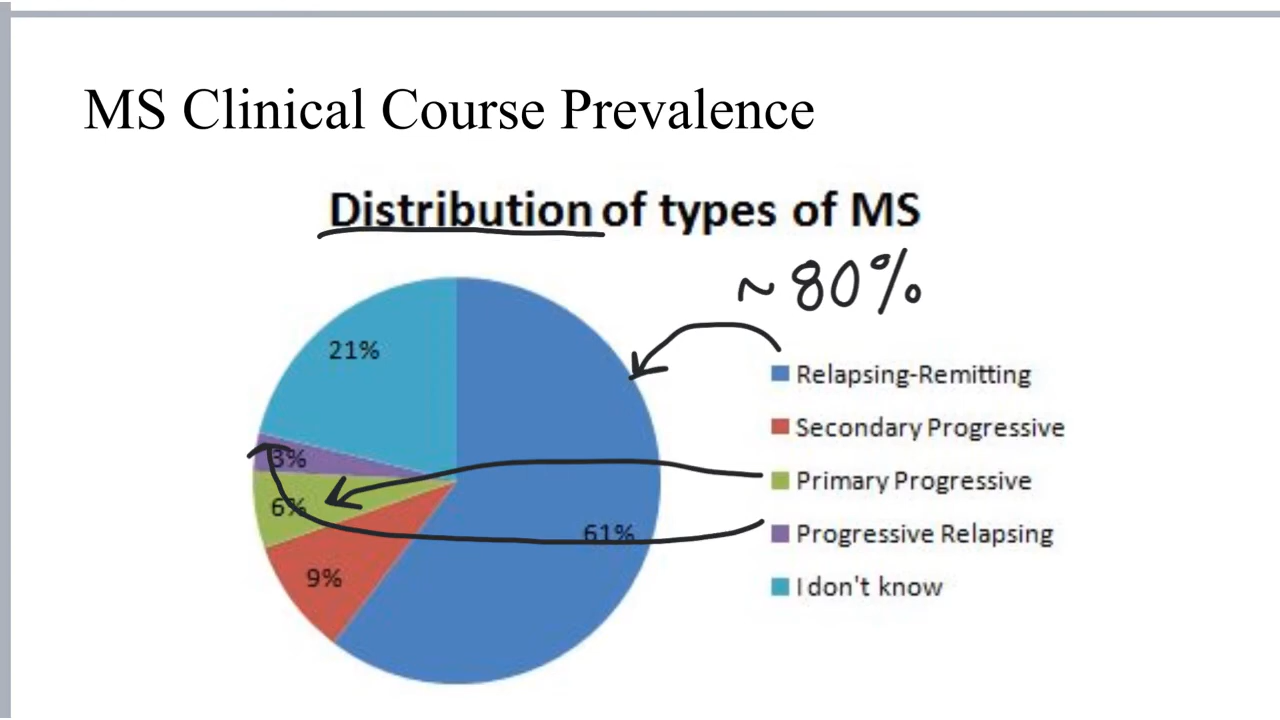 MS Clinical Course Prevalence
Distribution of types of MS
~80%
21%
3%
6%
9%
61%
Relapsing-Remitting
Secondary Progressive
Primary Progressive
Progressive Relapsing
I don't know